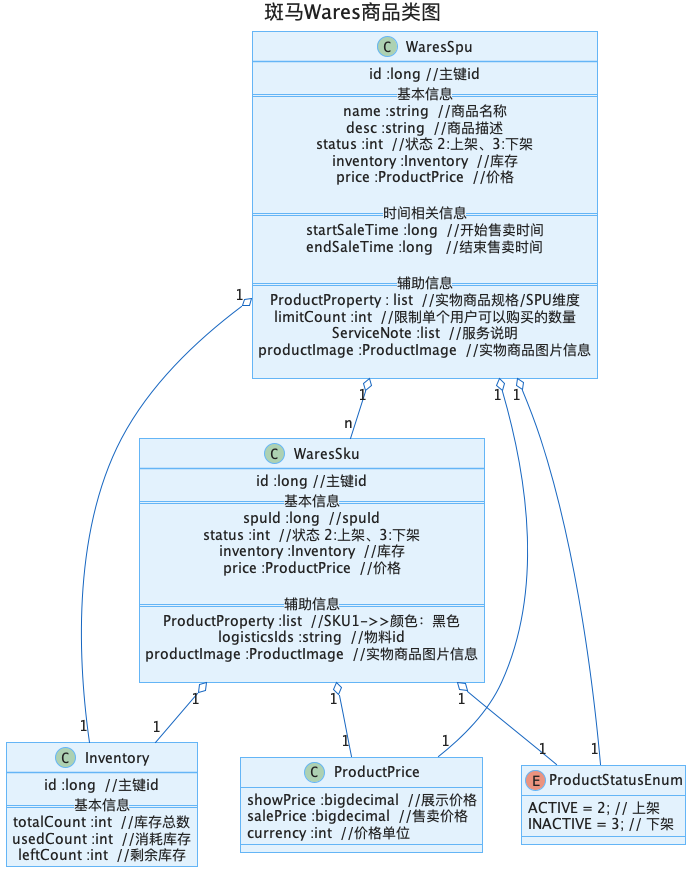 斑马Wares商品类图
C WaresSpu
id :long //主键id
基本信息
name :string //商品名称
desc :string //商品描述
status :int //状态 2:上架、3:下架
inventory :Inventory //库存
price :ProductPrice //价格
时间相关信息
startSaleTime :long //开始售卖时间
endSaleTime :long //结束售卖时间
辅助信息
ProductProperty : list //实物商品规格/SPU维度
limitCount :int //限制单个用户可以购买的数量
ServiceNote :list //服务说明
productImage :ProductImage //实物商品图片信息
1
1
1
1
n
C WaresSku
id :long //主键id
基本信息
spuId :long //spuId
status :int //状态 2:上架、3:下架
inventory :Inventory //库存
price :ProductPrice //价格
辅助信息
ProductProperty :list //SKU1->>颜色：黑色
logisticsIds :string //物料id
productImage :ProductImage //实物商品图片信息
1
1
1
1
1
1
1
1
1
C Inventory
id :long //主键id
基本信息
totalCount :int //库存总数
usedCount :int //消耗库存
leftCount :int //剩余库存
C ProductPrice
showPrice :bigdecimal //展示价格
salePrice :bigdecimal //售卖价格
currency :int //价格单位
E ProductStatusEnum
ACTIVE = 2; // 上架
INACTIVE = 3; // 下架